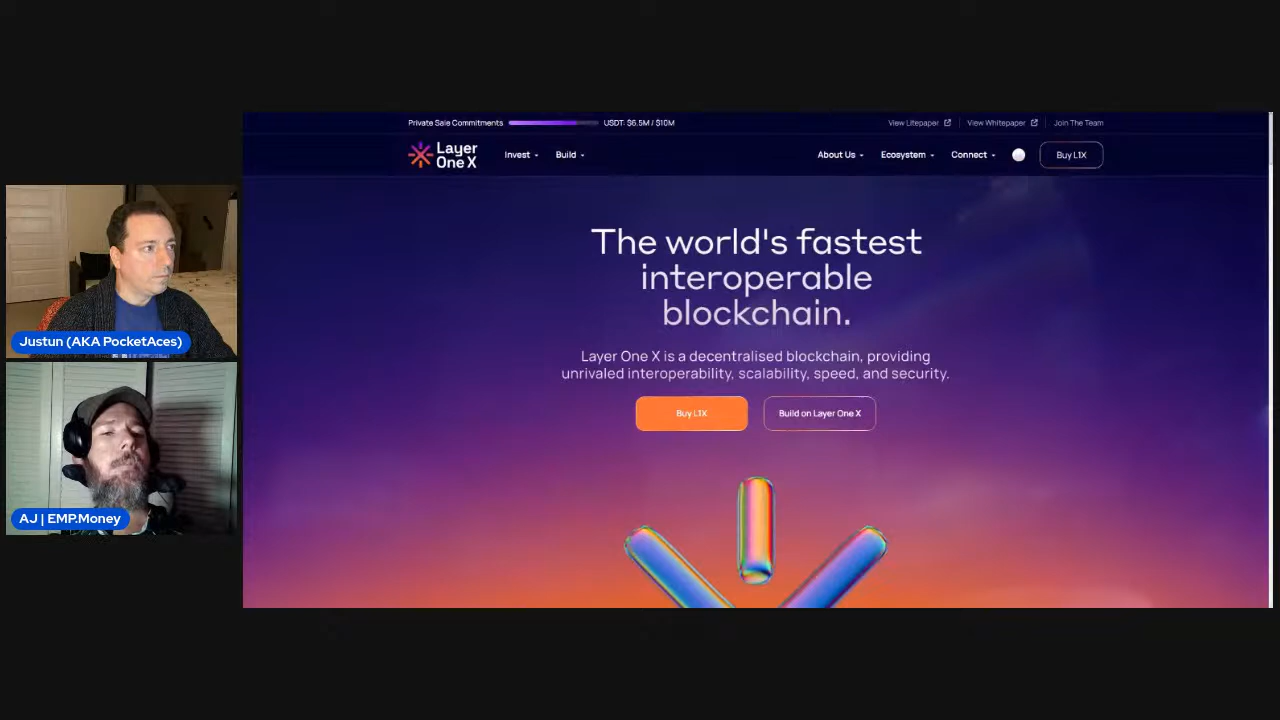 Private Sale Commitments USDT: $6.5M / $10M View Litepaper View Whitepaper Join The Team
Layer
One X
Invest Build About Us Ecosystem Connect Buy L1X
The world's fastest
interoperable
blockchain.
Layer One X is a decentralised blockchain, providing
unrivaled interoperability, scalability, speed, and security.
Buy L1X Build on Layer One X
Justun (AKA PocketAces)
AJ | EMP.Money